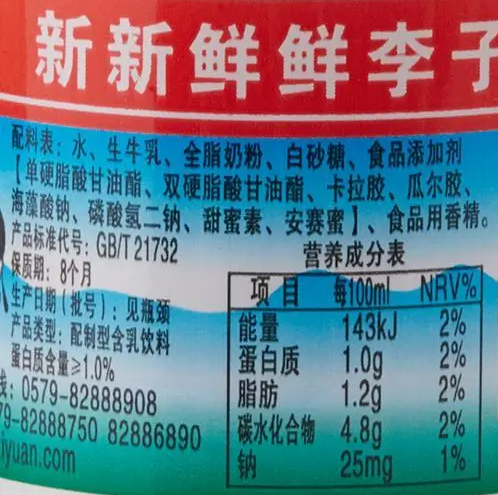 新新鲜鲜李子
配料表：水、生牛乳、全脂奶粉、白砂糖、食品添加剂
【单硬脂酸甘油酯、双硬脂酸甘油酯、卡拉胶、瓜尔胶、
海藻酸钠、磷酸氢二钠、甜蜜素、安赛蜜】、食品用香精。
产品标准代号：GB/T 21732
保质期：8个月
生产日期（批号）：见瓶颈
产品类型：配制型含乳饮料
蛋白质含量≥1.0%
线：0579-82888908
79-82888750 82886890
iyuan.com
营养成分表
项目 每100ml NRV%
能量 143kJ 2%
蛋白质 1.0g 2%
脂肪 1.2g 2%
碳水化合物 4.8g 2%
钠 25mg 1%